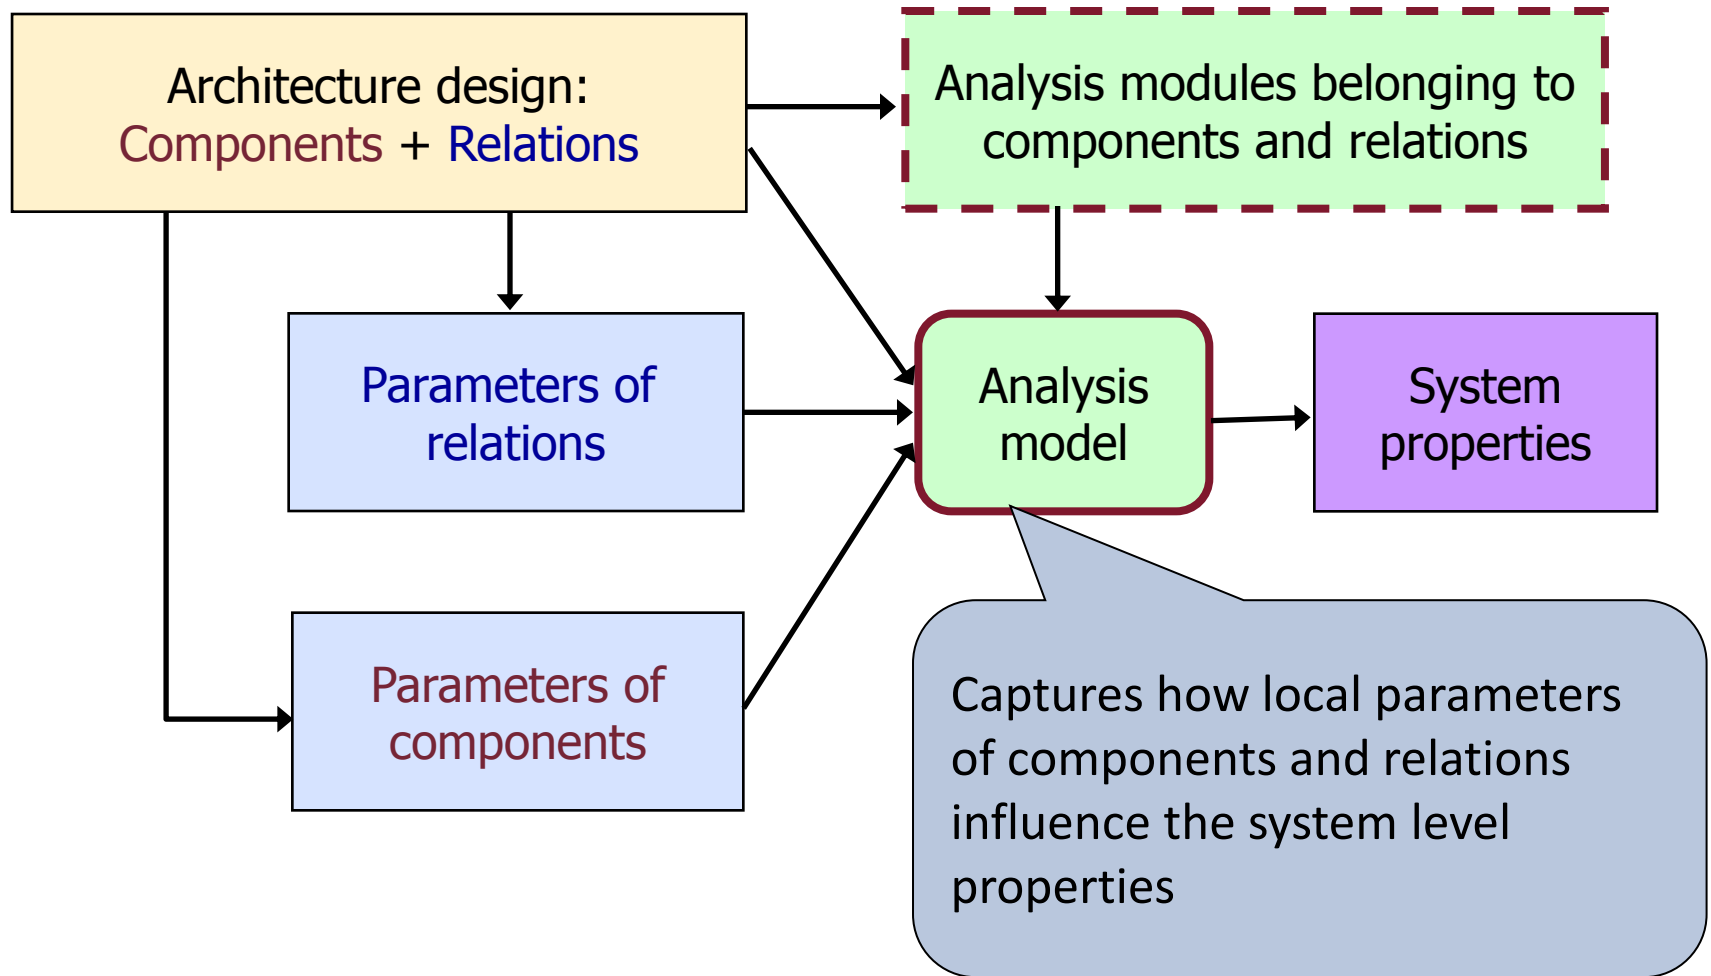 Architecture design:
Components + Relations
Analysis modules belonging to
components and relations
Parameters of
relations
Analysis
model
System
properties
Parameters of
components
Captures how local parameters
of components and relations
influence the system level
properties